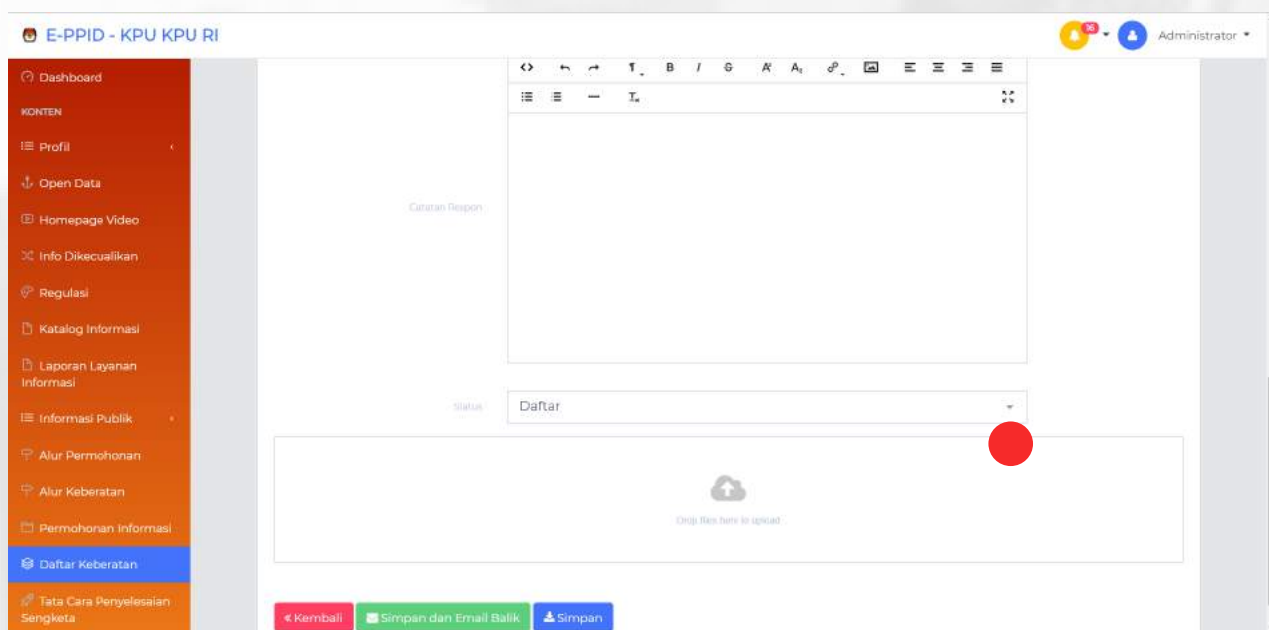 E-PPID - KPU KPU RI
16
Administrator
Dashboard
KONTEN
Profil
Open Data
Homepage Video
Info Dikecualikan
Regulasi
Katalog Informasi
Laporan Layanan
Informasi
Informasi Publik
Alur Permohonan
Alur Keberatan
Permohonan Informasi
Daftar Keberatan
Tata Cara Penyelesaian
Sengketa
Catatan Respon
Status
Daftar
Drop files here to upload
Kembali
Simpan dan Email Balik
Simpan